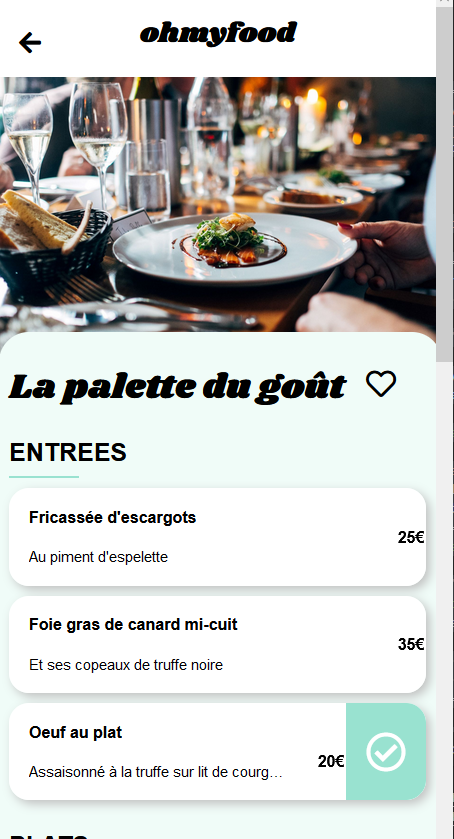 ohmyfood
La palette du goût
ENTREES
Fricassée d'escargots
25€
Au piment d'espelette
Foie gras de canard mi-cuit
35€
Et ses copeaux de truffe noire
Oeuf au plat
20€
Assaisonné à la truffe sur lit de courg...
PLATS